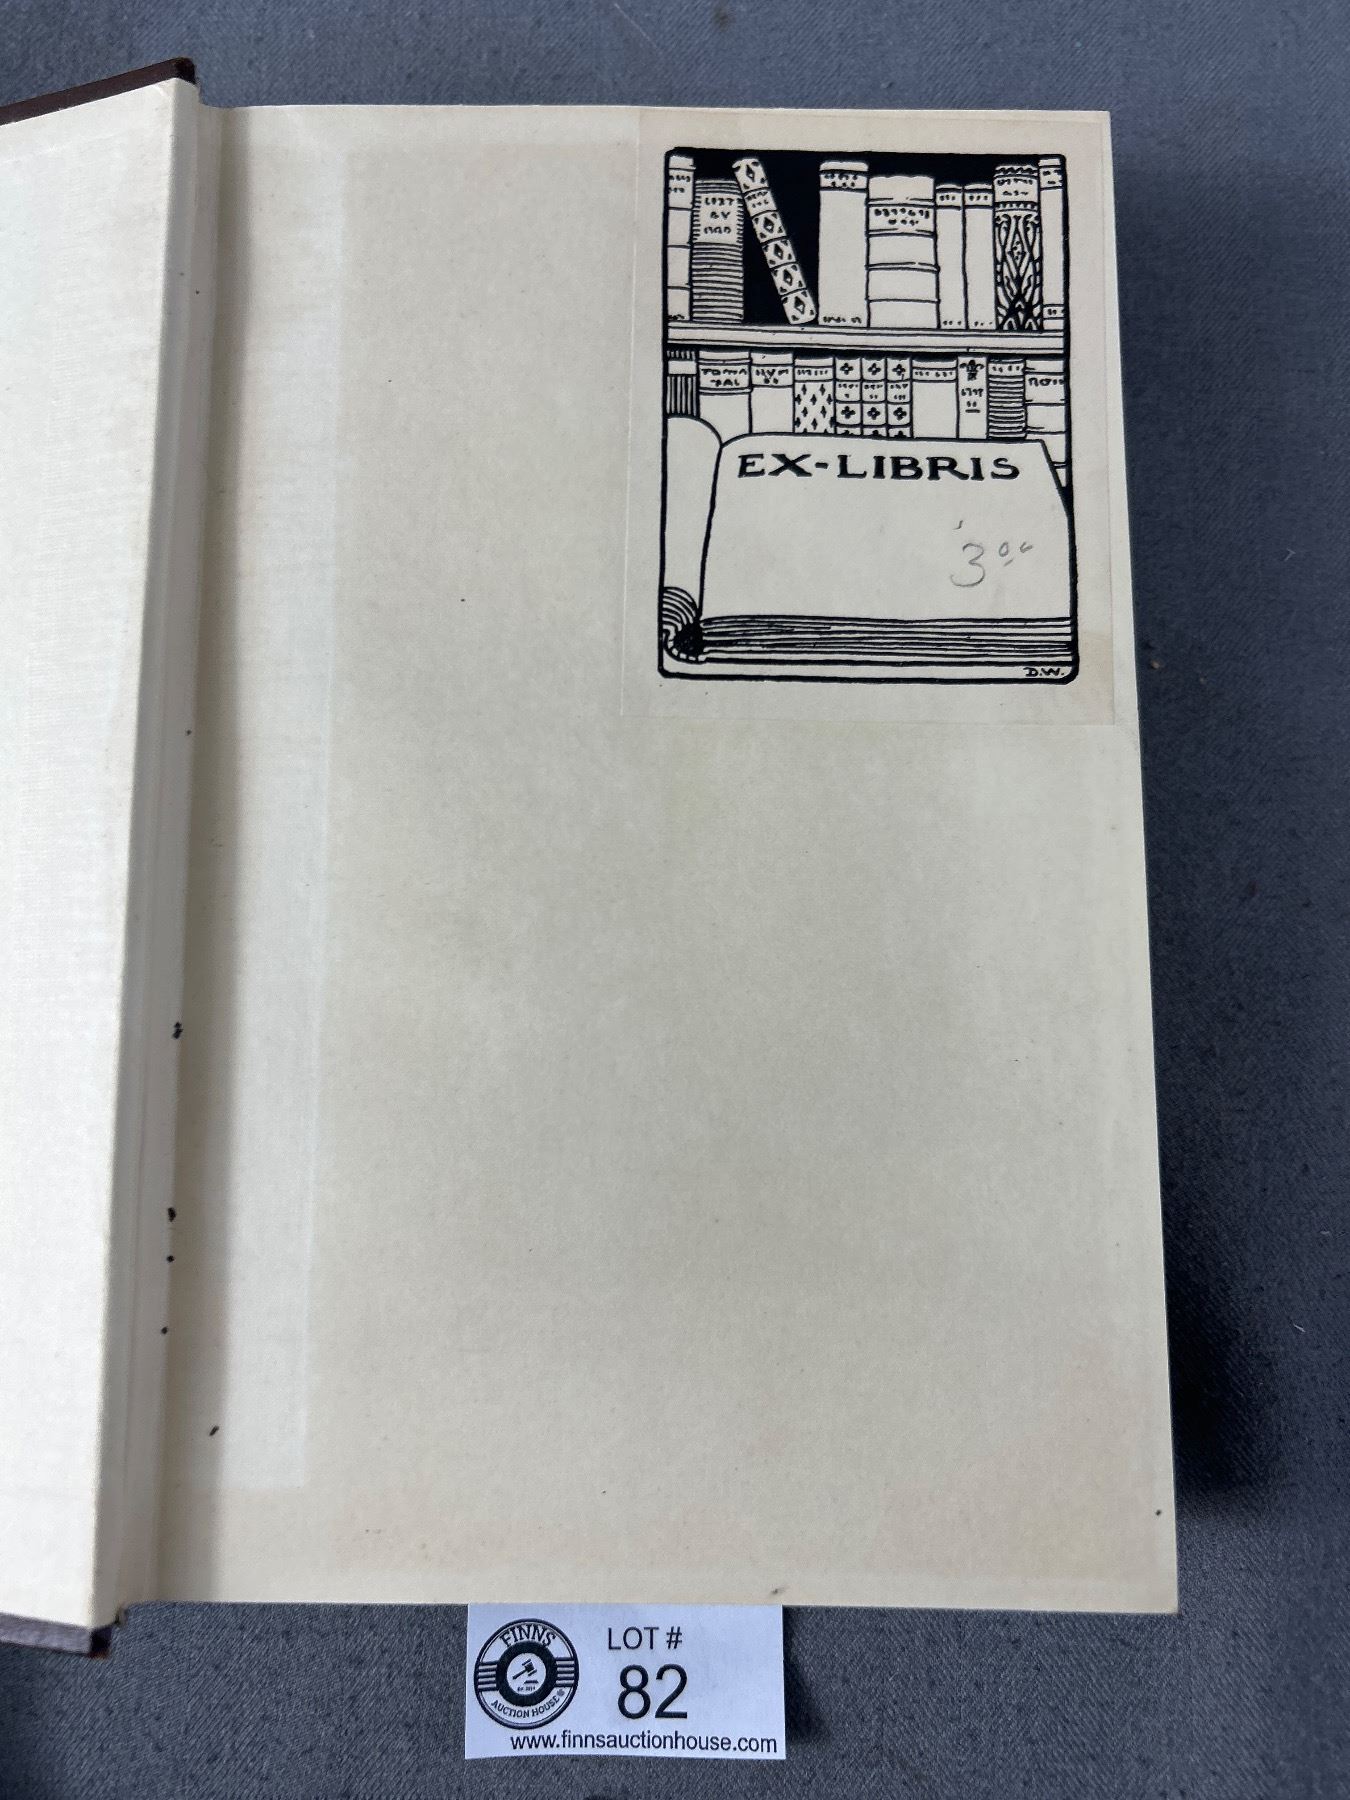 EX-LIBRIS
3 00
D.W.
FINNS
AUCTION HOUSE
LOT #
82
www.finnsauctionhouse.com